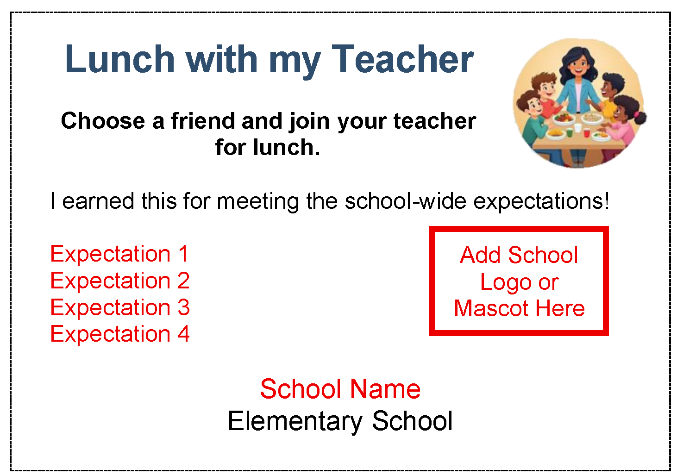 Lunch with my Teacher
Choose a friend and join your teacher
for lunch.
I earned this for meeting the school-wide expectations!
Expectation 1
Expectation 2
Expectation 3
Expectation 4
Add School
Logo or
Mascot Here
School Name
Elementary School